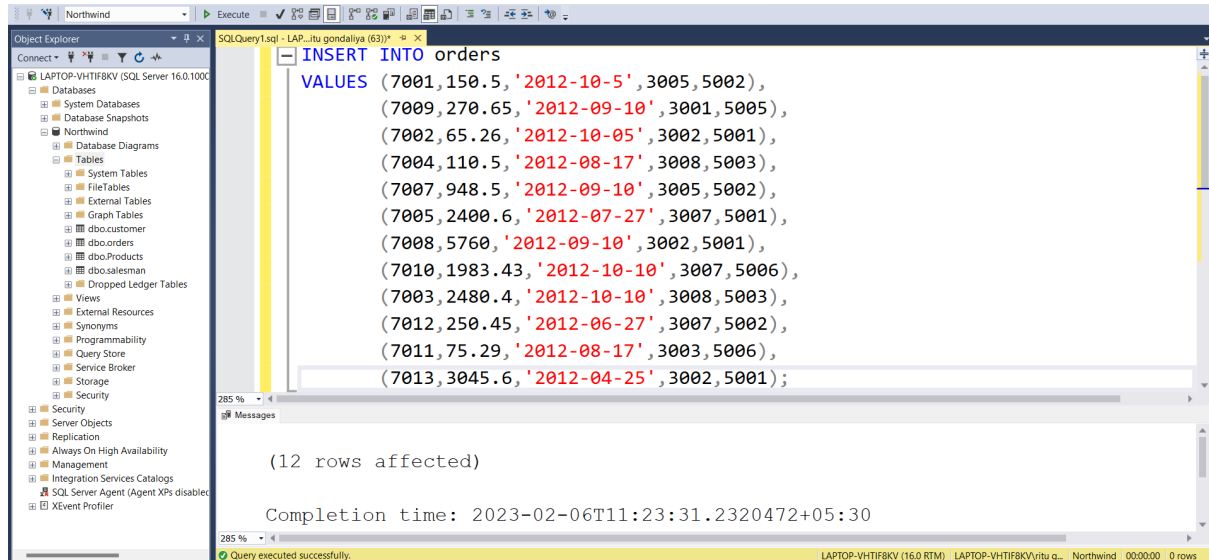 Northwind
Execute
Object Explorer
Connect
LAPTOP-VHTIF8KV (SQL Server 16.0.1000
Databases
System Databases
Database Snapshots
Northwind
Database Diagrams
Tables
System Tables
FileTables
External Tables
Graph Tables
dbo.customer
dbo.orders
dbo.Products
dbo.salesman
Dropped Ledger Tables
Views
External Resources
Synonyms
Programmability
Query Store
Service Broker
Storage
Security
Security
Server Objects
Replication
Always On High Availability
Management
Integration Services Catalogs
SQL Server Agent (Agent XPs disabled
XEvent Profiler
SQLQuery1.sql - LAP...itu gondaliya (63))*
INSERT INTO orders
VALUES (7001,150.5,'2012-10-5',3005,5002),
(7009,270.65,'2012-09-10',3001,5005),
(7002,65.26,'2012-10-05',3002,5001),
(7004,110.5,'2012-08-17',3008,5003),
(7007,948.5,'2012-09-10',3005,5002),
(7005,2400.6,'2012-07-27',3007,5001),
(7008,5760,'2012-09-10',3002,5001),
(7010,1983.43,'2012-10-10',3007,5006),
(7003,2480.4,'2012-10-10',3008,5003),
(7012,250.45,'2012-06-27',3007,5002),
(7011,75.29,'2012-08-17',3003,5006),
(7013,3045.6,'2012-04-25',3002,5001);
285 %
Messages
(12 rows affected)
Completion time: 2023-02-06T11:23:31.2320472+05:30
285 %
Query executed successfully.
LAPTOP-VHTIF8KV (16.0 RTM)
LAPTOP-VHTIF8KV\ritu g...
Northwind
00:00:00
0 rows